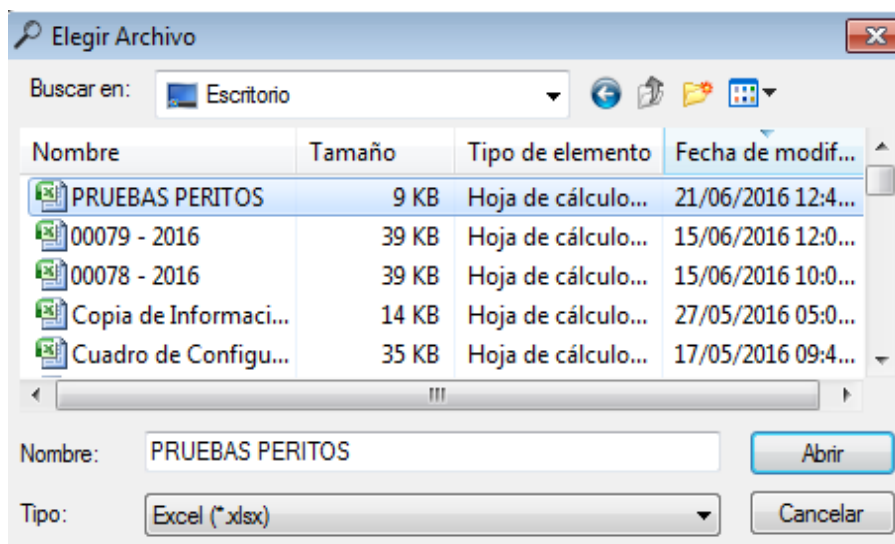 Elegir Archivo
Buscar en: Escritorio
Nombre Tamaño Tipo de elemento Fecha de modif...
PRUEBAS PERITOS 9 KB Hoja de cálculo... 21/06/2016 12:4...
00079 - 2016 39 KB Hoja de cálculo... 15/06/2016 12:0...
00078 - 2016 39 KB Hoja de cálculo... 15/06/2016 10:0...
Copia de Informaci... 14 KB Hoja de cálculo... 27/05/2016 05:0...
Cuadro de Configu... 35 KB Hoja de cálculo... 17/05/2016 09:4...
Nombre: PRUEBAS PERITOS Abrir
Tipo: Excel (*.xlsx) Cancelar